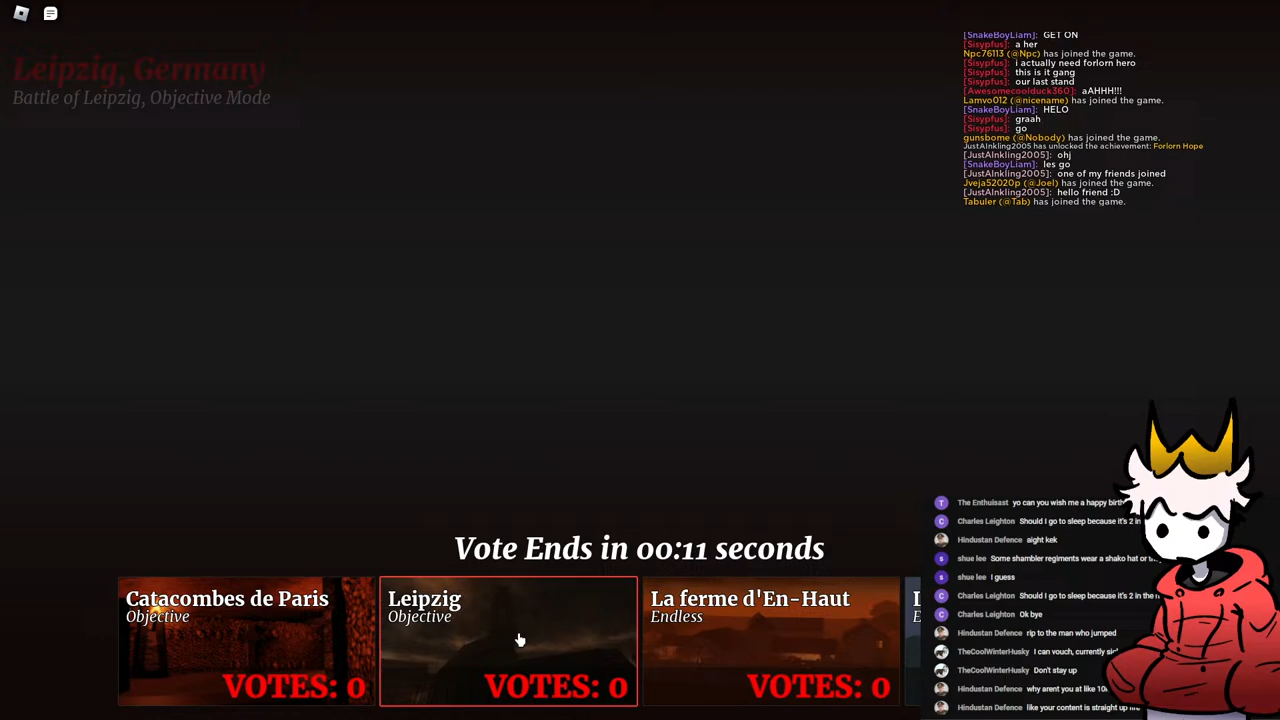 Leipzig, Germany
Battle of Leipzig, Objective Mode
[SnakeBoyLiam]: GET ON
[Sisypfus]: a her
Npc76113 (@Npc) has joined the game.
[Sisypfus]: i actually need forlorn hero
[Sisypfus]: this is it gang
[Sisypfus]: our last stand
[Awesomecoolduck360]: aAHHH!!!
Lamvo012 (@nicename) has joined the game.
[SnakeBoyLiam]: HELO
[Sisypfus]: graah
[Sisypfus]: go
gunsbome (@Nobody) has joined the game.
JustAInkling2005 has unlocked the achievement: Forlorn Hope
[JustAInkling2005]: ohj
[SnakeBoyLiam]: les go
[JustAInkling2005]: one of my friends joined
Jveja52020p (@Joel) has joined the game.
[JustAInkling2005]: hello friend :D
Tabuler (@Tab) has joined the game.
Vote Ends in 00:11 seconds
Catacombes de Paris
Objective
VOTES: 0
Leipzig
Objective
VOTES: 0
La ferme d'En-Haut
Endless
VOTES: 0
T The Enthuisast yo can you wish me a happy birt
C Charles Leighton Should I go to sleep because it's 2 in
Hindustan Defence aight kek
s shue lee Some shambler regiments wear a shako hat or
s shue lee I guess
C Charles Leighton Should I go to sleep because it's 2 in the
C Charles Leighton Ok bye
Hindustan Defence rip to the man who jumped
TheCoolWinterHusky I can vouch, currently
TheCoolWinterHusky Don't stay up
Hindustan Defence why arent you at like
Hindustan Defence like your content is straight up